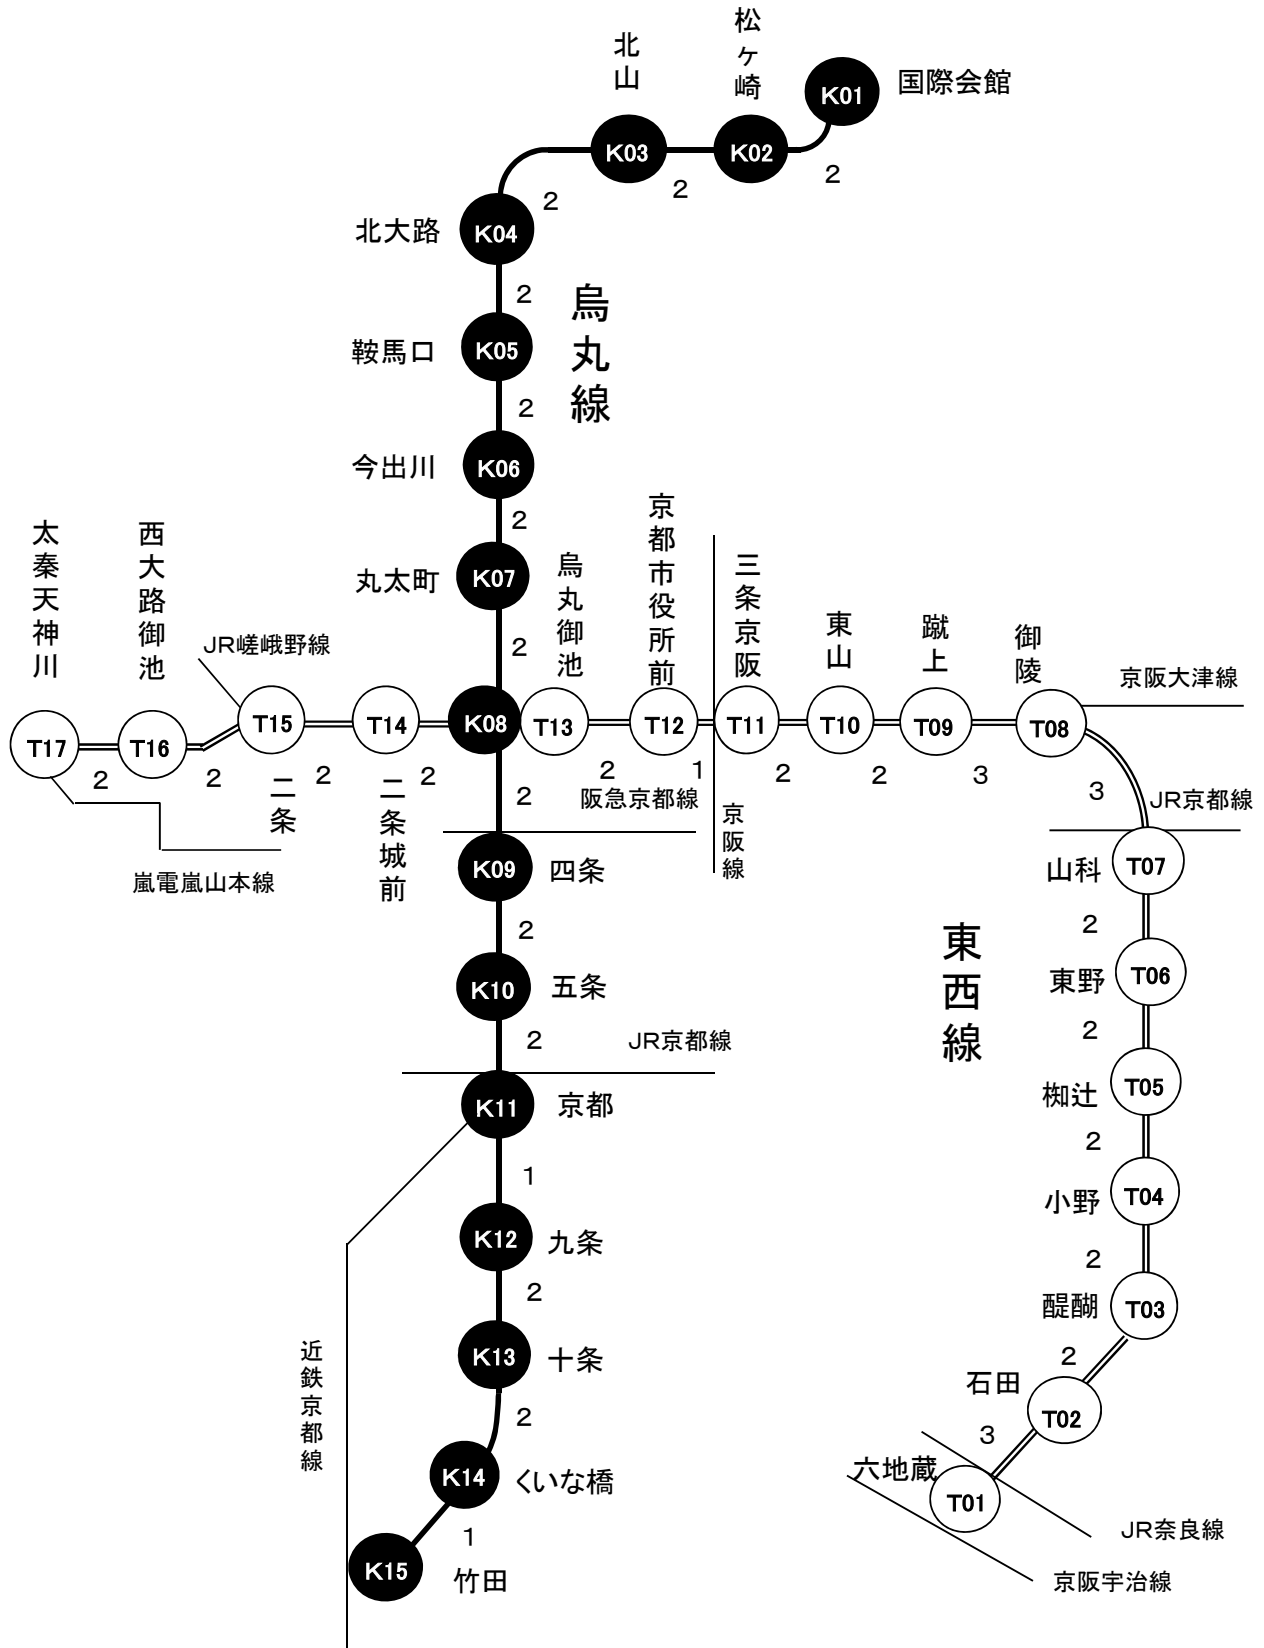 国際会館
K01
2
松ヶ崎
K02
2
北山
K03
2
北大路
K04
2
烏丸線
鞍馬口
K05
2
今出川
K06
2
丸太町
K07
2
太秦天神川
T17
2
西大路御池
T16
2
JR嵯峨野線
T15
二条
2
T14
二条城前
2
K08
T13
烏丸御池
2
京都市役所前
T12
1
三条京阪
T11
2
東山
T10
2
蹴上
T09
3
御陵
T08
京阪大津線
3
JR京都線
嵐電嵐山本線
阪急京都線
京阪線
2
K09
四条
2
K10
五条
2
JR京都線
K11
京都
1
K12
九条
2
K13
十条
2
K14
くいな橋
1
K15
竹田
近鉄京都線
東西線
山科
T07
2
東野
T06
2
椥辻
T05
2
小野
T04
2
醍醐
T03
2
石田
T02
3
六地蔵
T01
JR奈良線
京阪宇治線